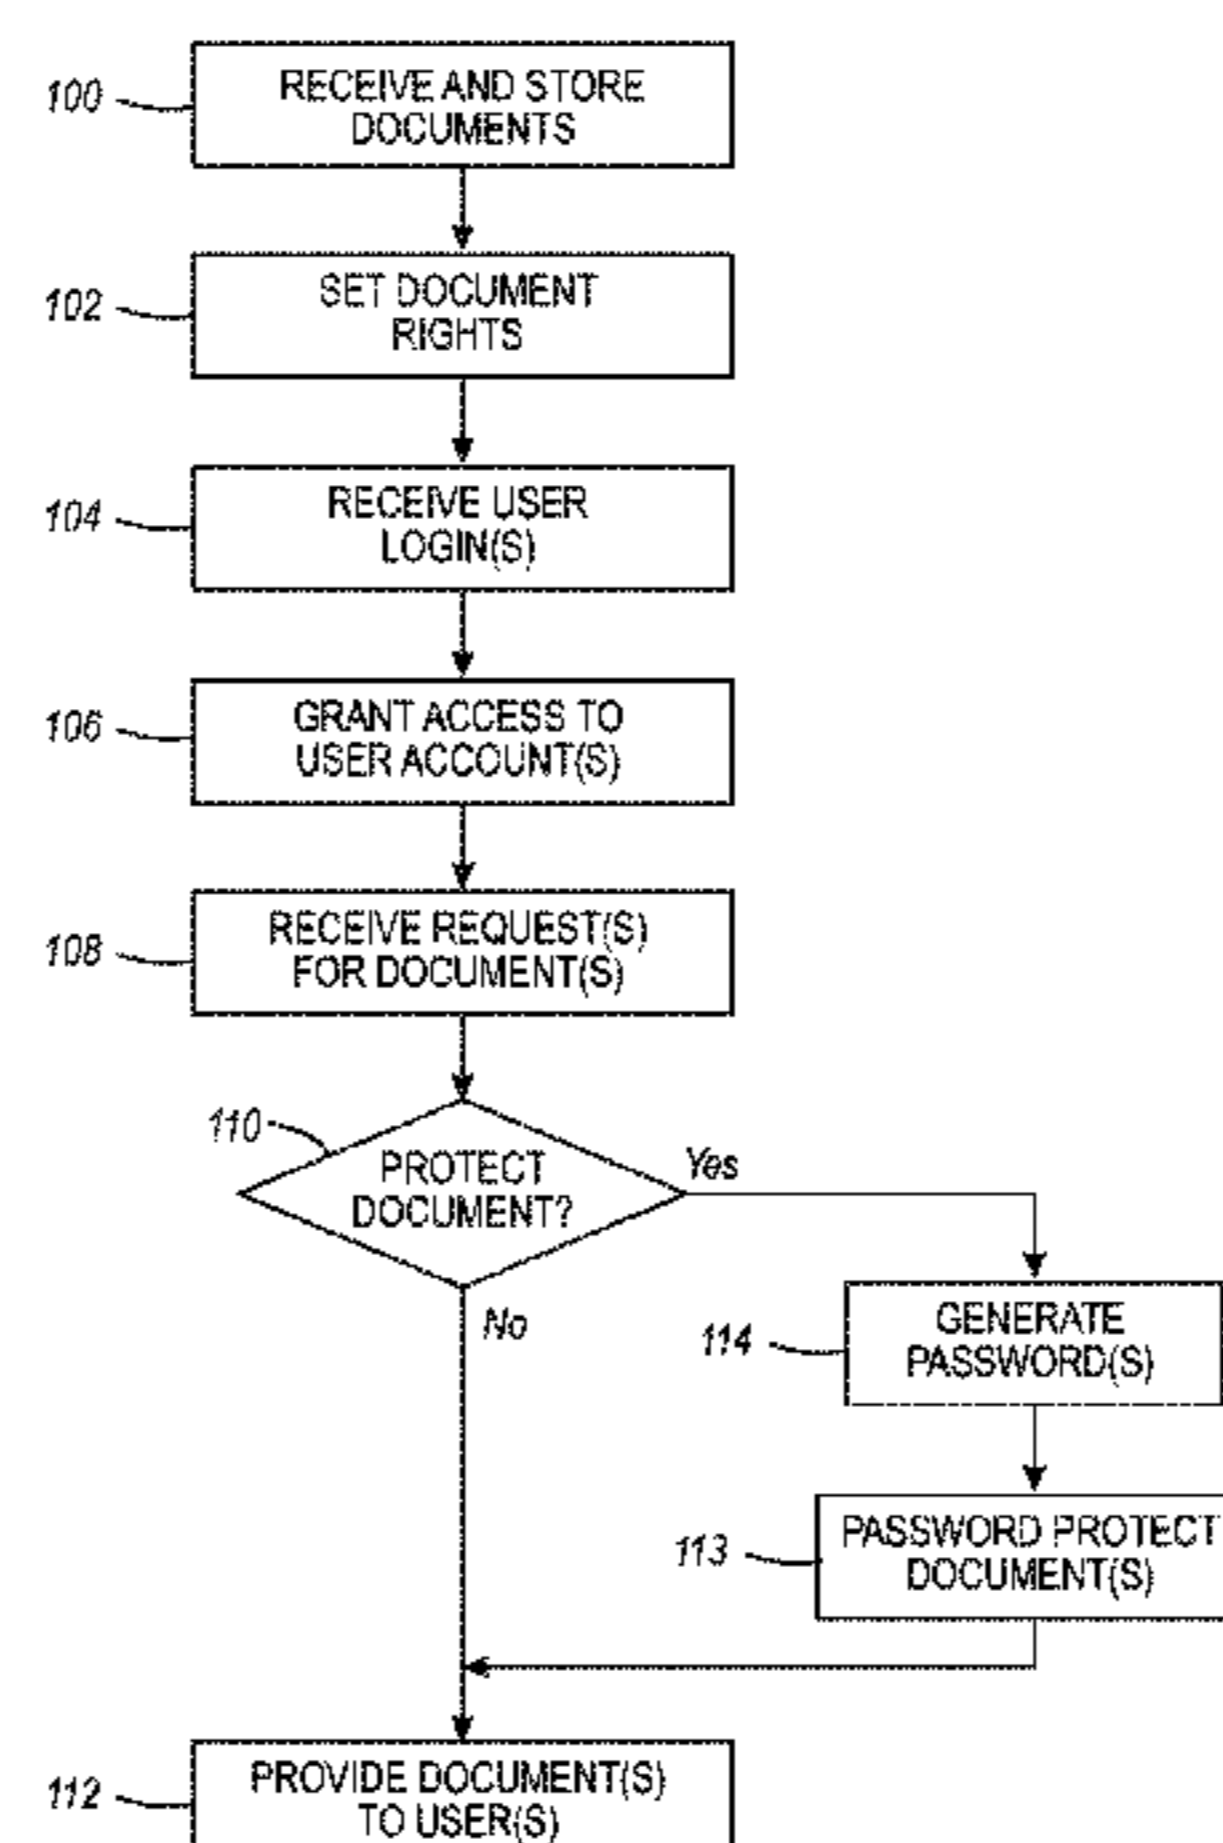 100
RECEIVE AND STORE
DOCUMENTS
102
SET DOCUMENT
RIGHTS
104
RECEIVE USER
LOGIN(S)
106
GRANT ACCESS TO
USER ACCOUNT(S)
108
RECEIVE REQUEST(S)
FOR DOCUMENT(S)
110
PROTECT
DOCUMENT?
Yes
No
114
GENERATE
PASSWORD(S)
113
PASSWORD PROTECT
DOCUMENT(S)
112
PROVIDE DOCUMENT(S)
TO USER(S)